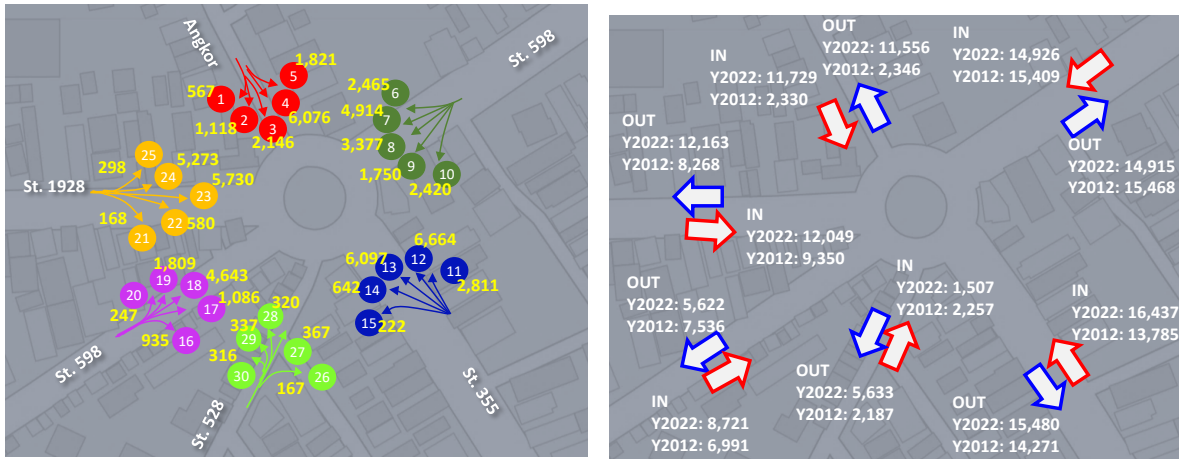 Angkor
1,821
5
567
1
4
6,076
2
1,118
3
2,146
St. 598
2,465
6
4,914
7
3,377
8
1,750
9
10
2,420
25
298
5,273
24
St. 1928
5,730
23
168
22
580
21
1,809
19
4,643
18
20
247
1,086
17
935
16
St. 598
320
28
337
29
367
27
316
30
167
26
St. 528
6,664
12
6,097
13
11
2,811
642
14
15
222
St. 355
OUT
Y2022: 11,556
Y2012: 2,346
IN
Y2022: 11,729
Y2012: 2,330
IN
Y2022: 14,926
Y2012: 15,409
OUT
Y2022: 12,163
Y2012: 8,268
OUT
Y2022: 14,915
Y2012: 15,468
IN
Y2022: 12,049
Y2012: 9,350
OUT
Y2022: 5,622
Y2012: 7,536
IN
Y2022: 1,507
Y2012: 2,257
IN
Y2022: 16,437
Y2012: 13,785
OUT
Y2022: 5,633
Y2012: 2,187
IN
Y2022: 8,721
Y2012: 6,991
OUT
Y2022: 15,480
Y2012: 14,271